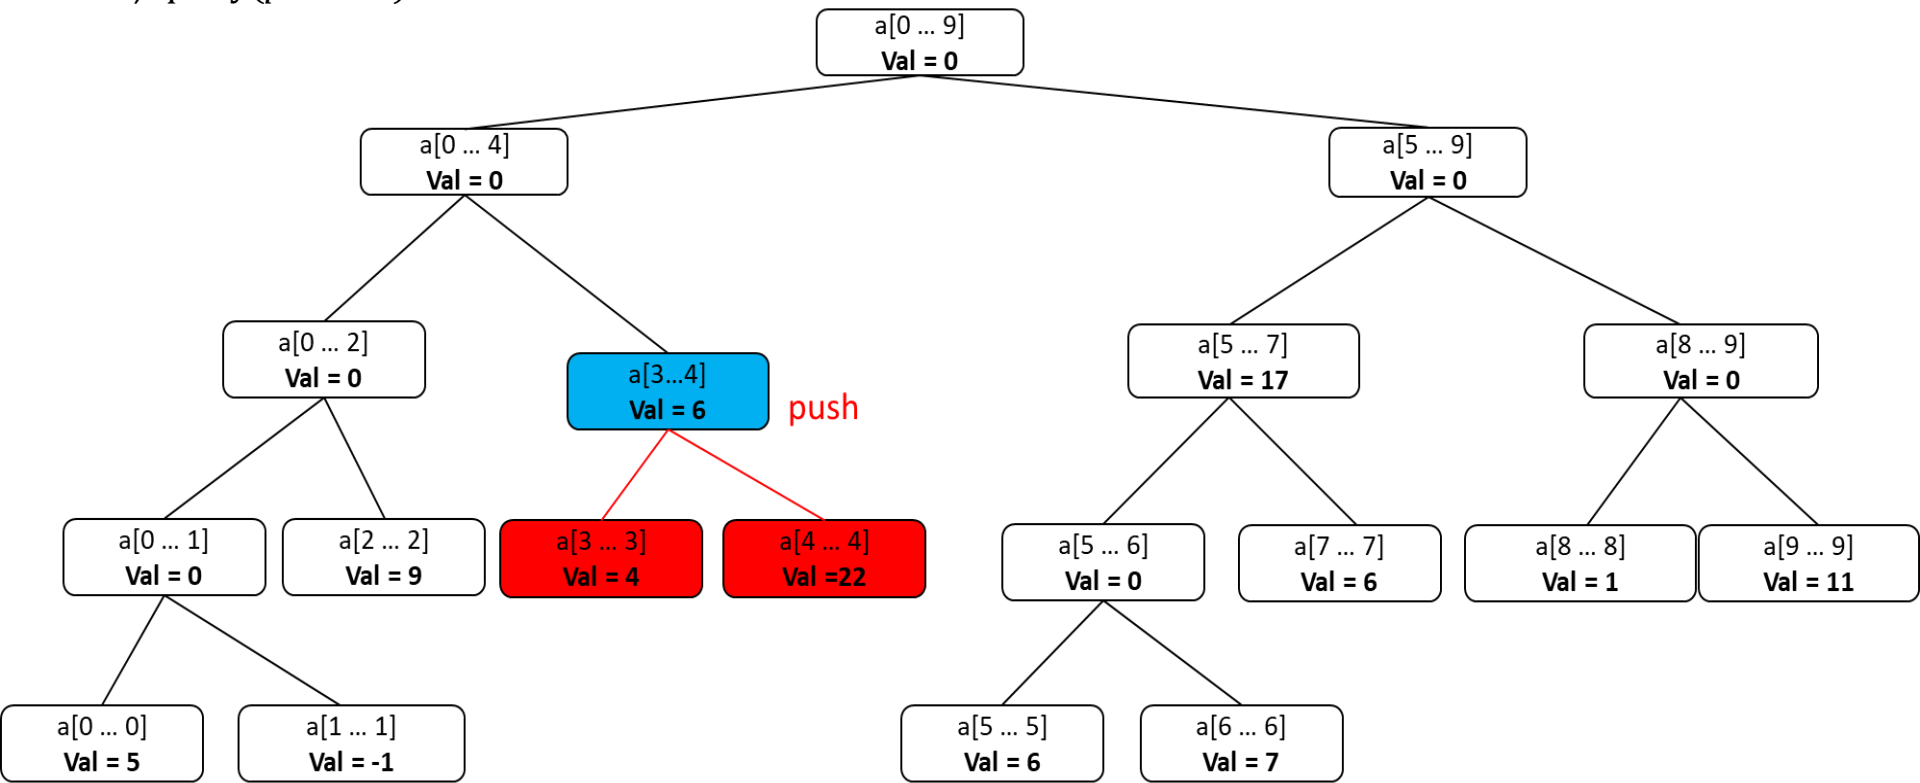 a[0 ... 9]
Val = 0
a[0 ... 4]
Val = 0
a[5 ... 9]
Val = 0
a[0 ... 2]
Val = 0
a[3...4]
Val = 6
push
a[5 ... 7]
Val = 17
a[8 ... 9]
Val = 0
a[0 ... 1]
Val = 0
a[2 ... 2]
Val = 9
a[3 ... 3]
Val = 4
a[4 ... 4]
Val =22
a[5 ... 6]
Val = 0
a[7 ... 7]
Val = 6
a[8 ... 8]
Val = 1
a[9 ... 9]
Val = 11
a[0 ... 0]
Val = 5
a[1 ... 1]
Val = -1
a[5 ... 5]
Val = 6
a[6 ... 6]
Val = 7